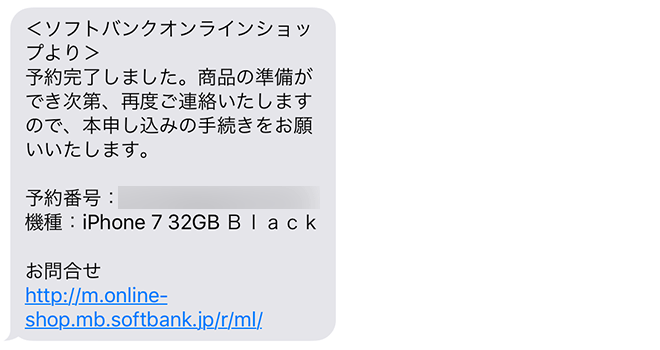 ＜ソフトバンクオンラインショッ
プより＞
予約完了しました。商品の準備が
でき次第、再度ご連絡いたします
ので、本申し込みの手続きをお願
いいたします。
予約番号：
機種：iPhone 7 32GB Ｂｌａｃｋ
お問合せ
http://m.online-
shop.mb.softbank.jp/r/ml/